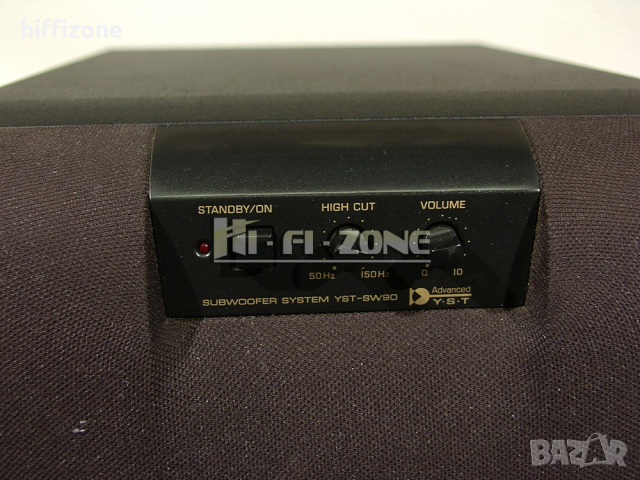 hiffizone
STANDBY/ON HIGH CUT VOLUME
Hi - FI - ZONE
50Hz 150Hz 0 10
SUBWOOFER SYSTEM YST-SW90
Advanced
Y·S·T
BAZAR